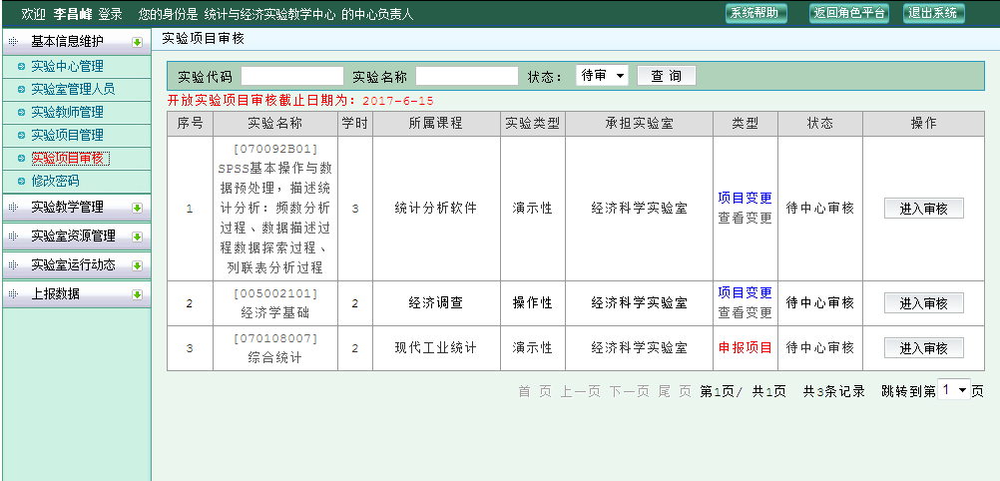 欢迎 李昌峰 登录 您的身份是 统计与经济实验教学中心 的中心负责人
系统帮助 返回角色平台 退出系统
基本信息维护
实验中心管理
实验室管理人员
实验教师管理
实验项目管理
实验项目审核
修改密码
实验教学管理
实验室资源管理
实验室运行动态
上报数据
实验项目审核
实验代码 实验名称 状态: 待审 查 询
开放实验项目审核截止日期为: 2017-6-15
序号 实验名称 学时 所属课程 实验类型 承担实验室 类型 状态 操作
[070092B01]
SPSS基本操作与数
据预处理，描述统
计分析：频数分析
过程、数据描述过
程数据探索过程、
列联表分析过程
1 3 统计分析软件 演示性 经济科学实验室 项目变更 待中心审核 进入审核
查看变更
[005002101]
经济学基础
2 2 经济调查 操作性 经济科学实验室 项目变更 待中心审核 进入审核
查看变更
[070108007]
综合统计
3 2 现代工业统计 演示性 经济科学实验室 申报项目 待中心审核 进入审核
首 页 上一页 下一页 尾 页 第1页/ 共1页 共3条记录 跳转到第 1 页